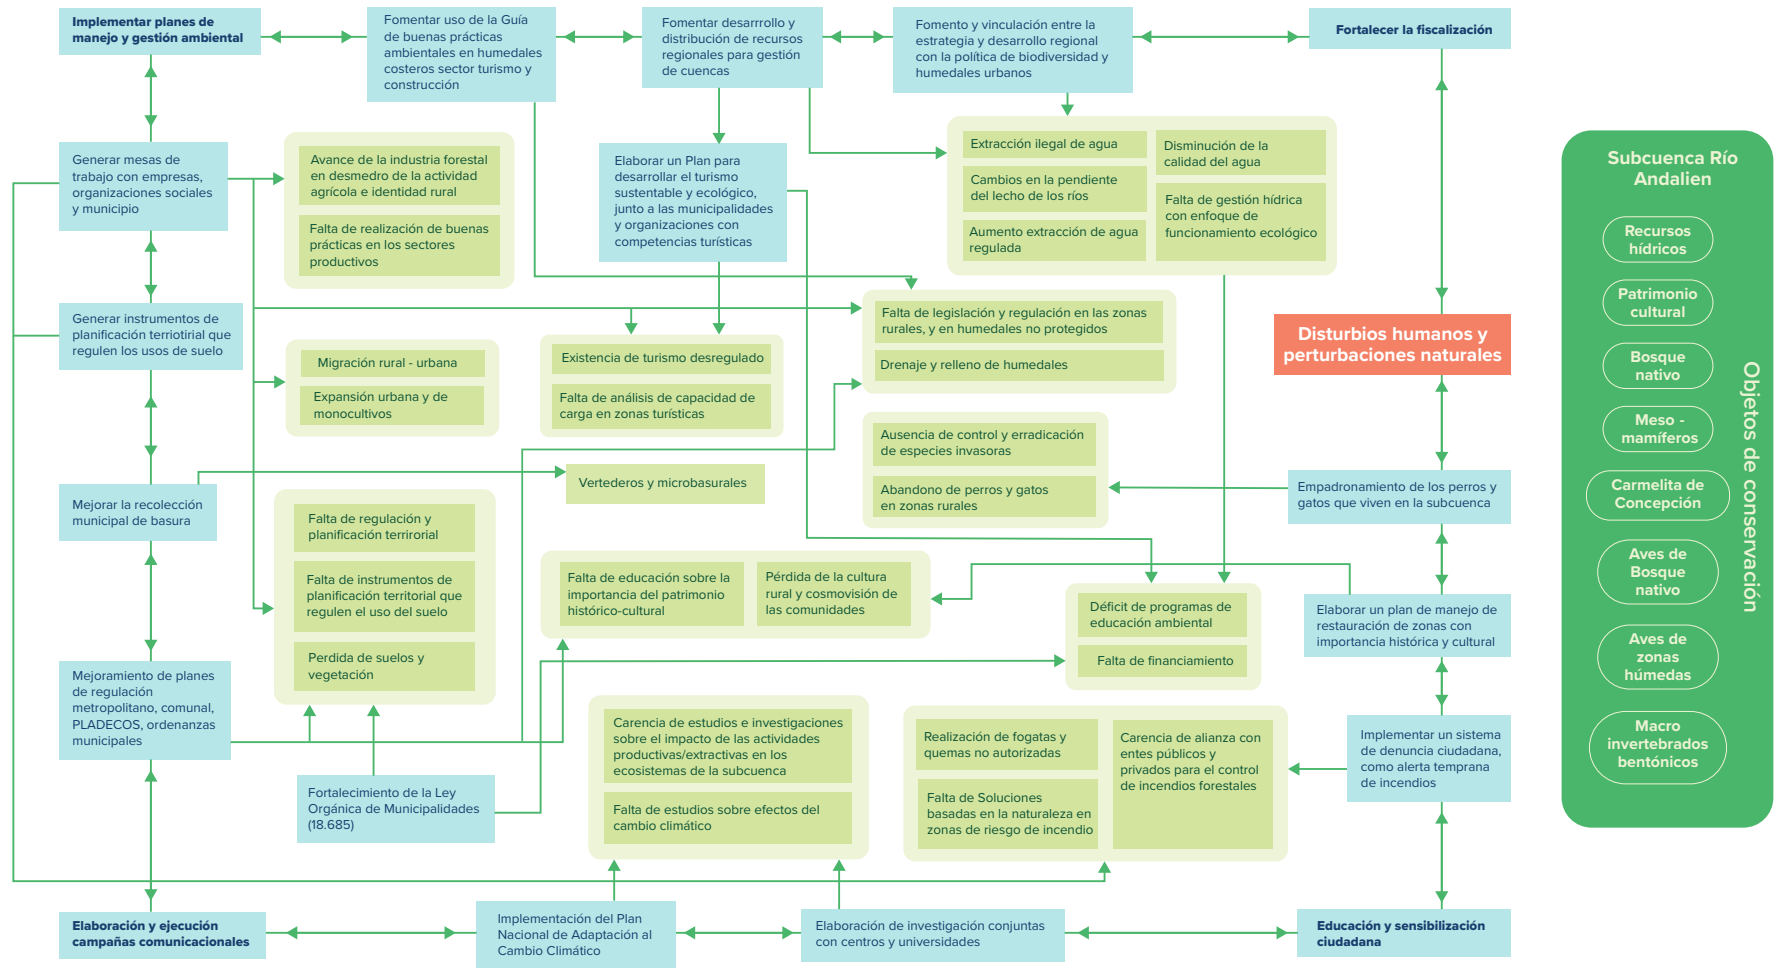 Implementar planes de
manejo y gestión ambiental
Fomentar uso de la Guía
de buenas prácticas
ambientales en humedales
costeros sector turismo y
construcción
Fomentar desarrrollo y
distribución de recursos
regionales para gestión
de cuencas
Fomento y vinculación entre la
estrategia y desarrollo regional
con la política de biodiversidad y
humedales urbanos
Fortalecer la fiscalización
Generar mesas de
trabajo con empresas,
organizaciones sociales
y municipio
Avance de la industria forestal
en desmedro de la actividad
agrícola e identidad rural
Falta de realización de buenas
prácticas en los sectores
productivos
Elaborar un Plan para
desarrollar el turismo
sustentable y ecológico,
junto a las municipalidades
y organizaciones con
competencias turísticas
Extracción ilegal de agua
Cambios en la pendiente
del lecho de los ríos
Aumento extracción de agua
regulada
Disminución de la
calidad del agua
Falta de gestión hídrica
con enfoque de
funcionamiento ecológico
Generar instrumentos de
planificación terriotirial que
regulen los usos de suelo
Migración rural - urbana
Expansión urbana y de
monocultivos
Existencia de turismo desregulado
Falta de análisis de capacidad de
carga en zonas turísticas
Falta de legislación y regulación en las zonas
rurales, y en humedales no protegidos
Drenaje y relleno de humedales
Disturbios humanos y
perturbaciones naturales
Ausencia de control y erradicación
de especies invasoras
Abandono de perros y gatos
en zonas rurales
Mejorar la recolección
municipal de basura
Vertederos y microbasurales
Empadronamiento de los perros y
gatos que viven en la subcuenca
Falta de regulación y
planificación terrirorial
Falta de instrumentos de
planificación territorial que
regulen el uso del suelo
Perdida de suelos y
vegetación
Falta de educación sobre la
importancia del patrimonio
histórico-cultural
Pérdida de la cultura
rural y cosmovisión de
las comunidades
Déficit de programas de
educación ambiental
Falta de financiamiento
Elaborar un plan de manejo de
restauración de zonas con
importancia histórica y cultural
Mejoramiento de planes
de regulación
metropolitano, comunal,
PLADECOS, ordenanzas
municipales
Fortalecimiento de la Ley
Orgánica de Municipalidades
(18.685)
Carencia de estudios e investigaciones
sobre el impacto de las actividades
productivas/extractivas en los
ecosistemas de la subcuenca
Falta de estudios sobre efectos del
cambio climático
Realización de fogatas y
quemas no autorizadas
Falta de Soluciones
basadas en la naturaleza en
zonas de riesgo de incendio
Carencia de alianza con
entes públicos y
privados para el control
de incendios forestales
Implementar un sistema
de denuncia ciudadana,
como alerta temprana
de incendios
Elaboración y ejecución
campañas comunicacionales
Implementación del Plan
Nacional de Adaptación al
Cambio Climático
Elaboración de investigación conjuntas
con centros y universidades
Educación y sensibilización
ciudadana
Subcuenca Río
Andalien
Recursos
hídricos
Patrimonio
cultural
Bosque
nativo
Meso -
mamíferos
Carmelita de
Concepción
Aves de
Bosque
nativo
Aves de
zonas
húmedas
Macro
invertebrados
bentónicos
Objetos de conservación